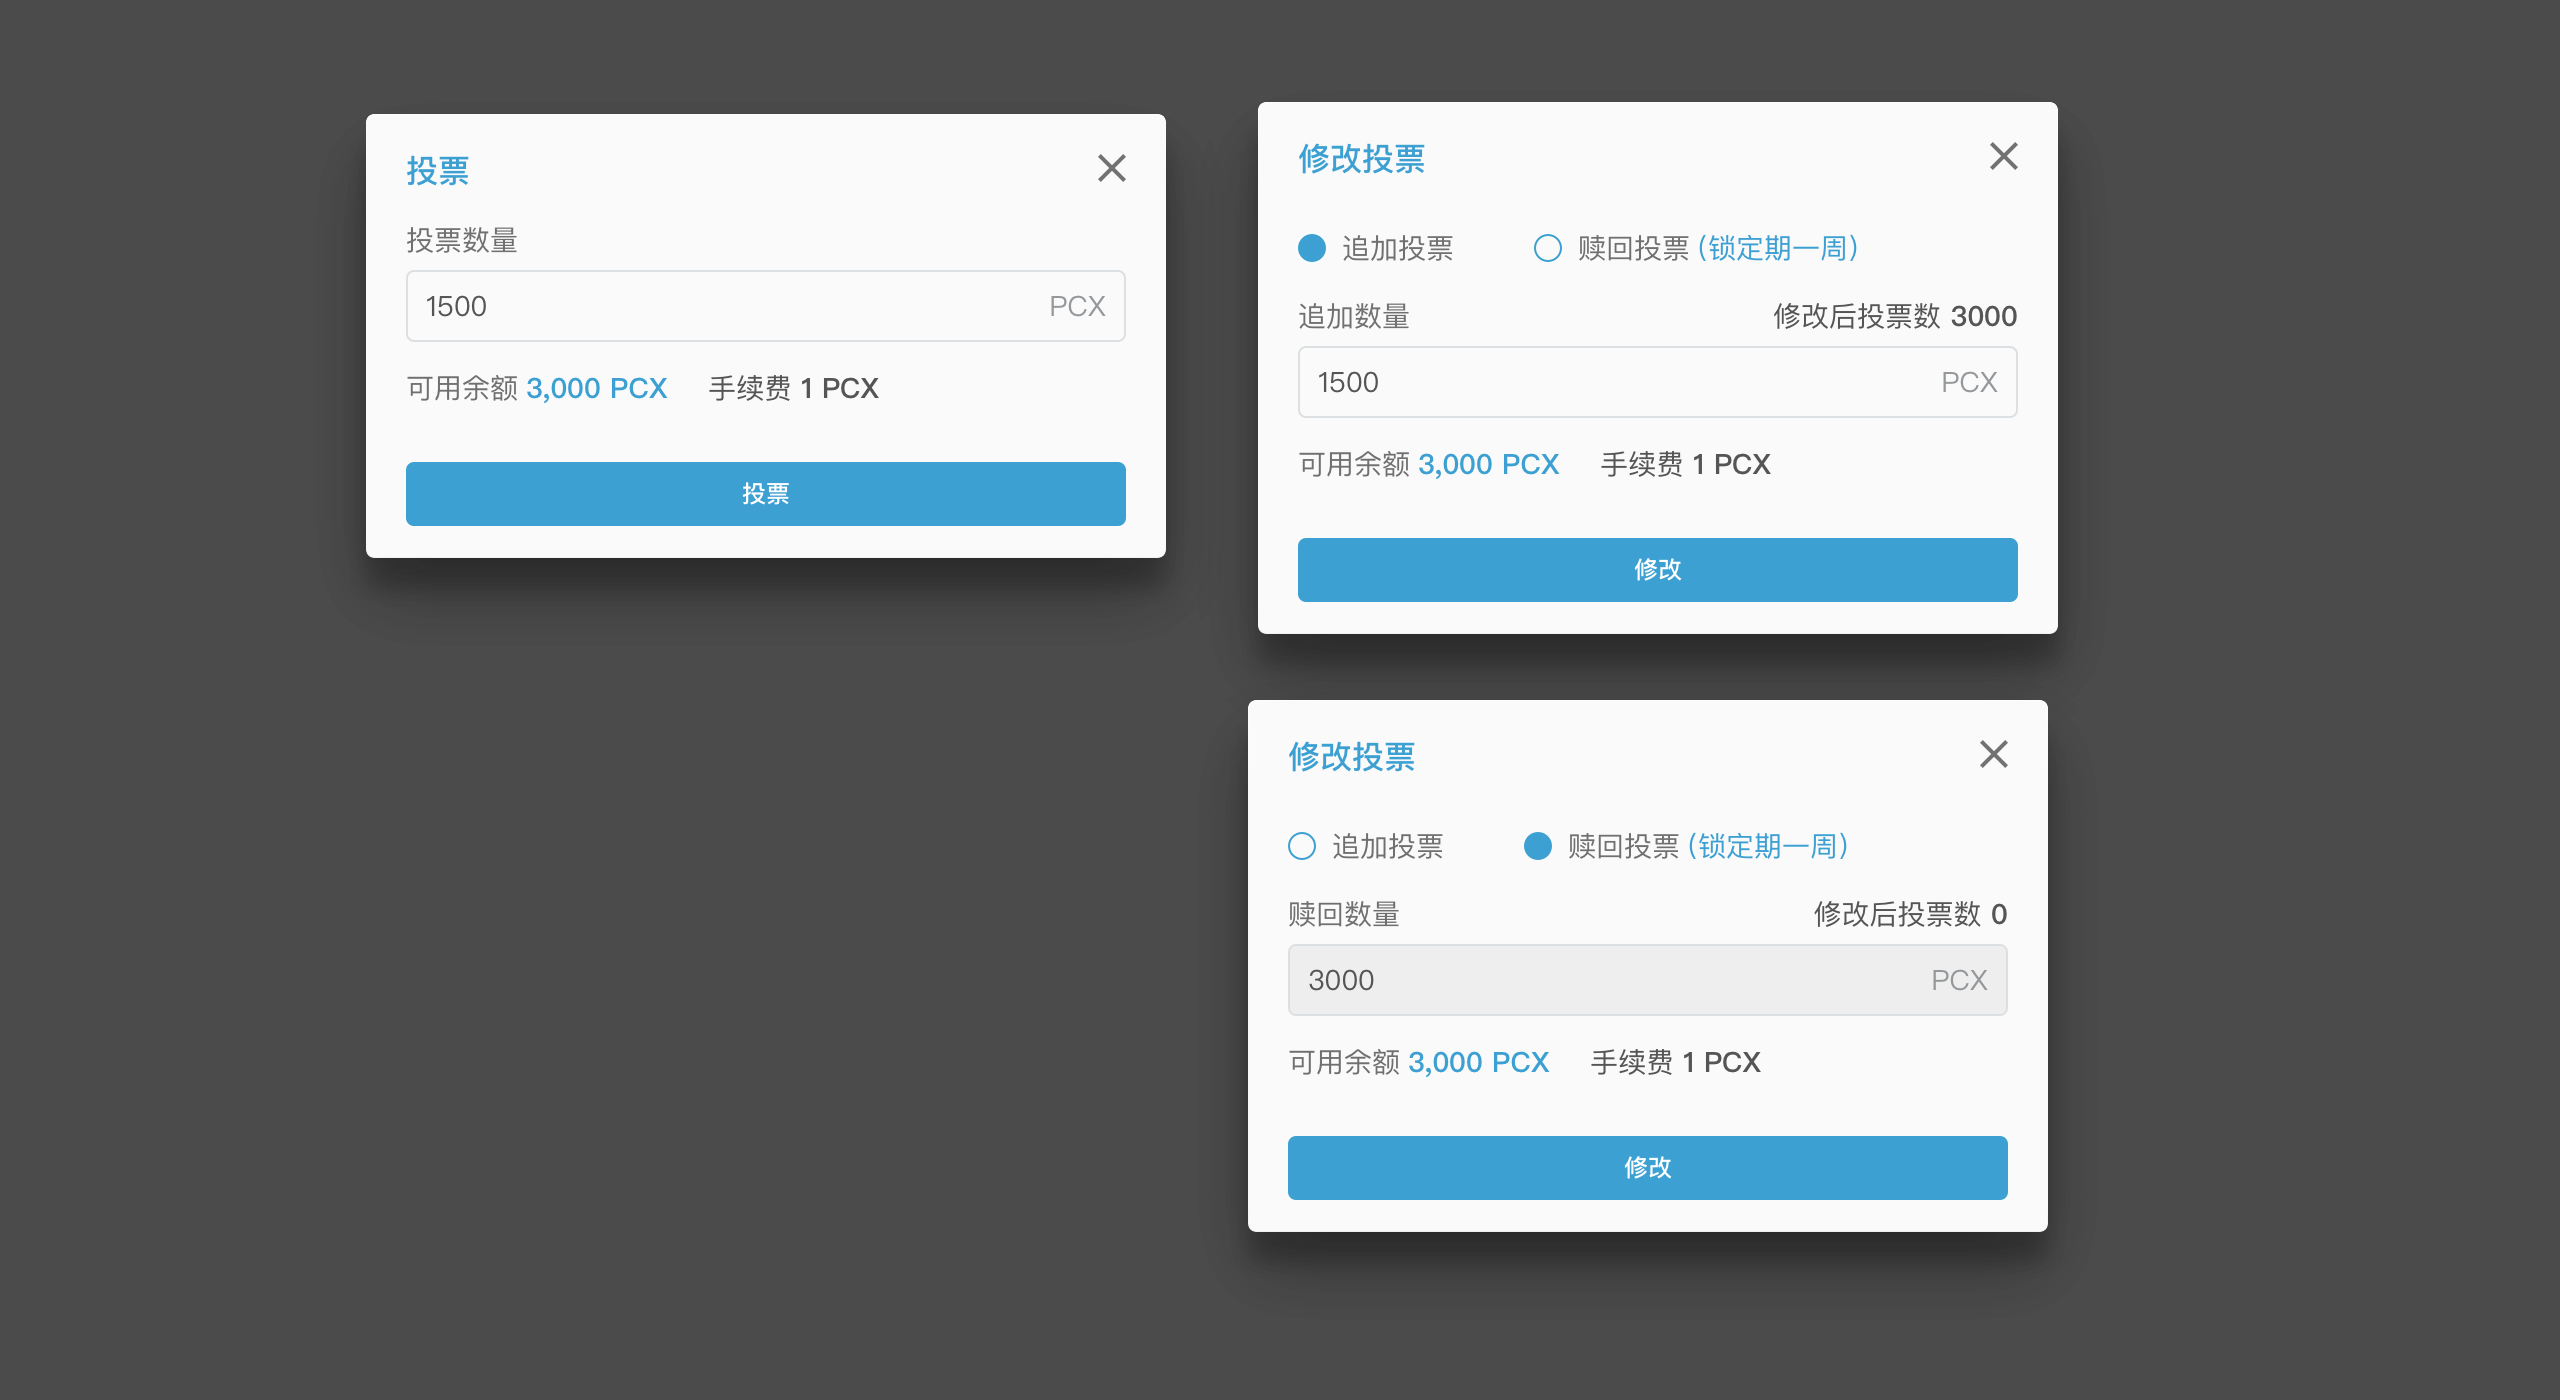 投票
投票数量
1500 PCX
可用余额 3,000 PCX 手续费 1 PCX
投票
修改投票
追加投票 赎回投票 (锁定期一周)
追加数量 修改后投票数 3000
1500 PCX
可用余额 3,000 PCX 手续费 1 PCX
修改
修改投票
追加投票 赎回投票 (锁定期一周)
赎回数量 修改后投票数 0
3000 PCX
可用余额 3,000 PCX 手续费 1 PCX
修改